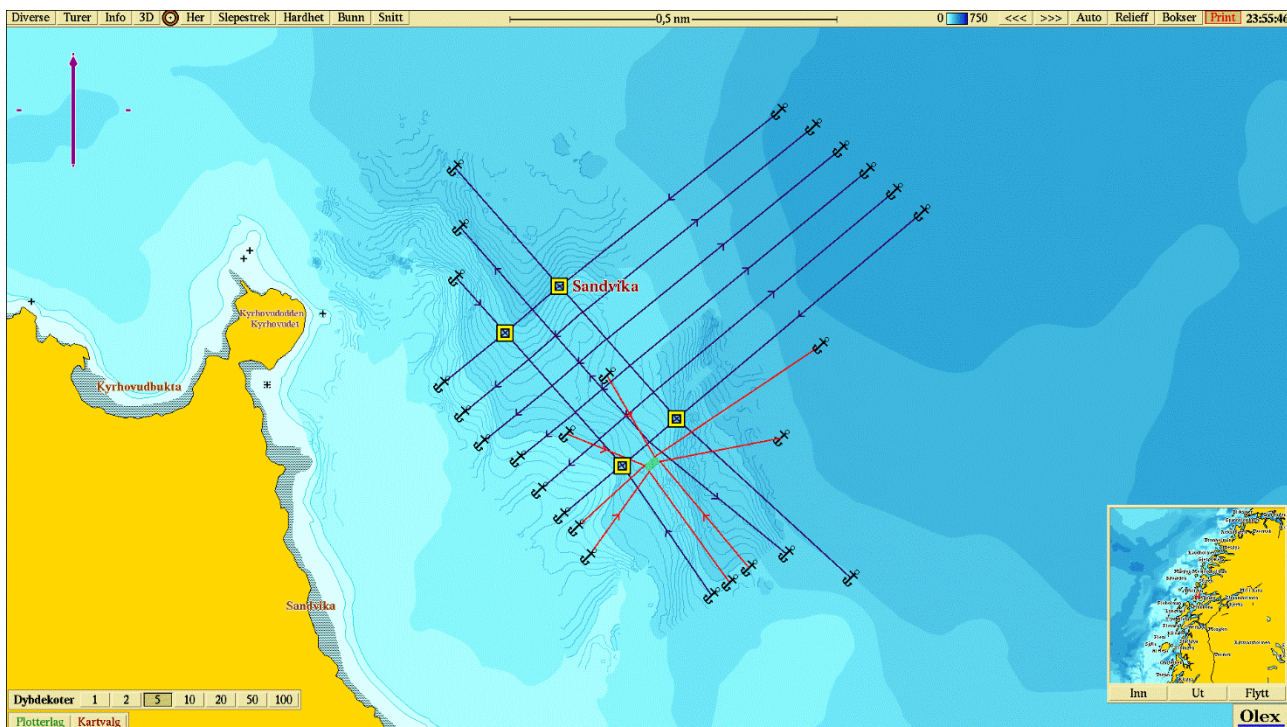 Diverse Turer Info 3D Her Slepestrek Hardhet Bunn Snitt 0,5 nm 0 750 <<< >>> Auto Relieff Bokser Print 23:55:46
Sandvika
Kyrhovudodden
Kyrhovudet
Kyrhovudbukta
Sandvika
Dybdekoter 1 2 5 10 20 50 100
Plotterlag Kartvalg
Inn Ut Flytt
Olex